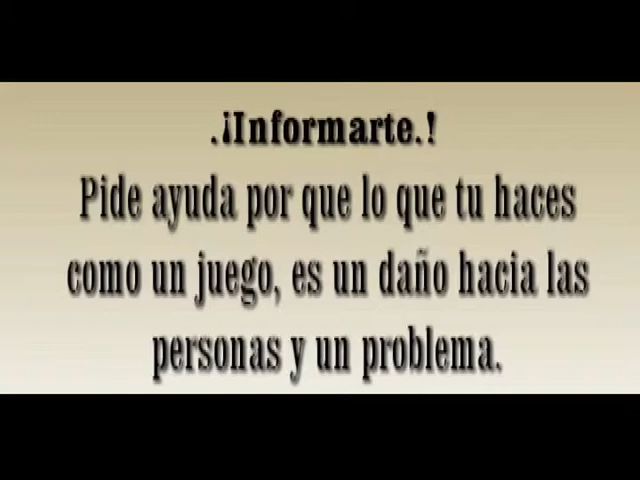 .¡Informarte.!
Pide ayuda por que lo que tu haces
como un juego, es un daño hacia las
personas y un problema.